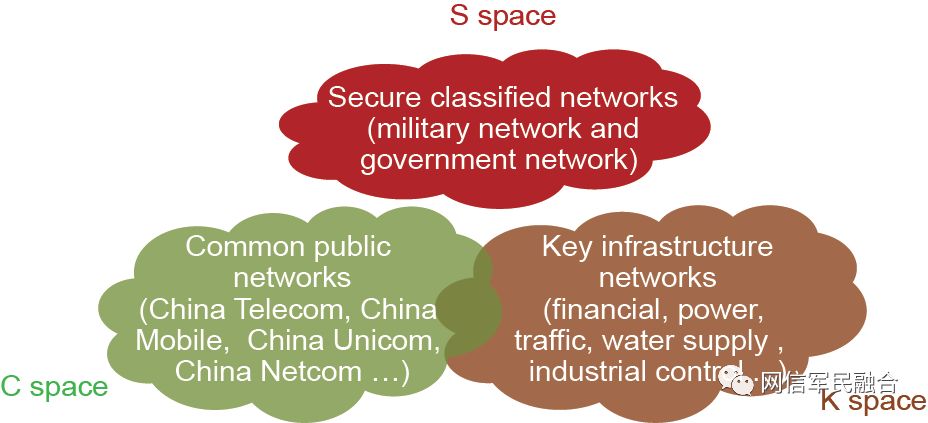 S space
Secure classified networks
(military network and
government network)
Common public
networks
(China Telecom, China
Mobile,  China Unicom,
China Netcom …)
C space
Key infrastructure
networks
(financial, power,
traffic, water supply ,
industrial control …)
网信军民融合
K space